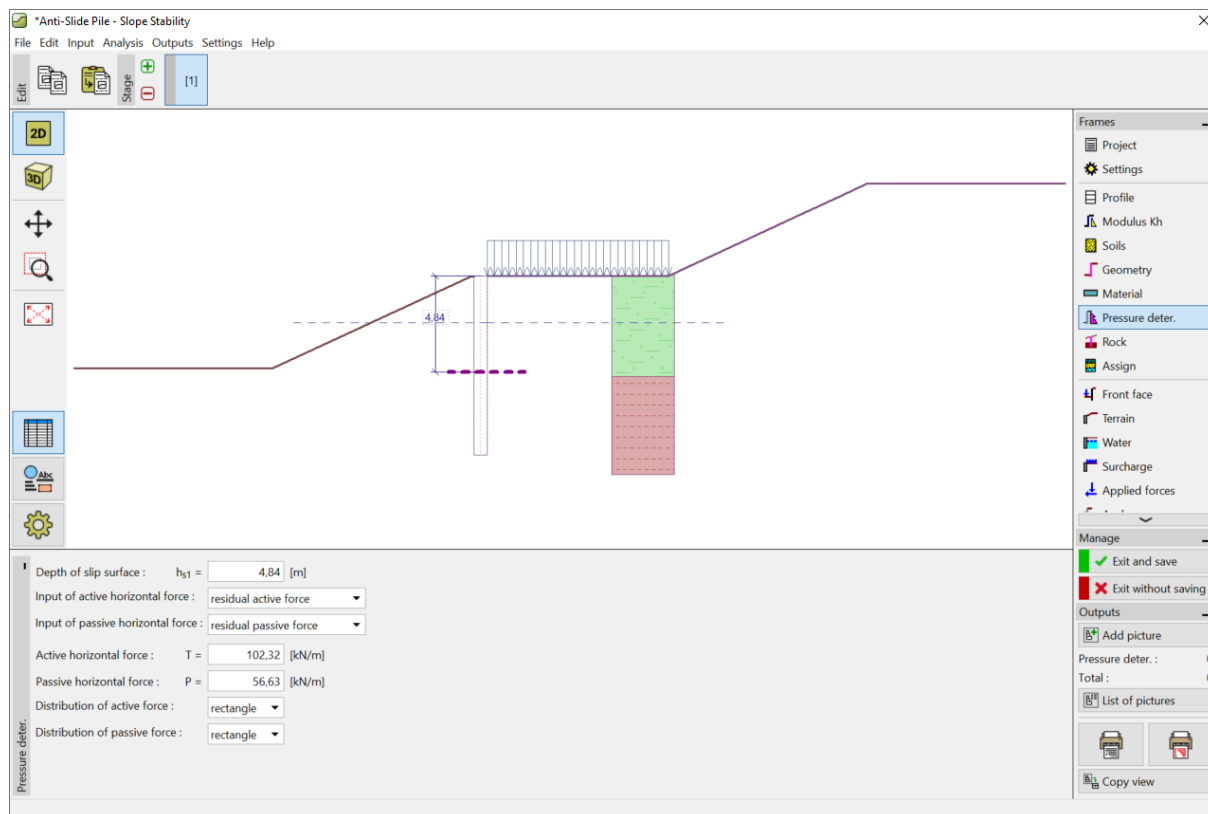 *Anti-Slide Pile - Slope Stability
File Edit Input Analysis Outputs Settings Help
Edit
Stage
[1]
2D
3D
Abc
4,84
Frames
Project
Settings
Profile
Modulus Kh
Soils
Geometry
Material
Pressure deter.
Rock
Assign
Front face
Terrain
Water
Surcharge
Applied forces
Manage
Exit and save
Exit without saving
Outputs
Add picture
Pressure deter. :
Total :
List of pictures
Copy view
Pressure deter.
Depth of slip surface : hs1 = 4,84 [m]
Input of active horizontal force : residual active force
Input of passive horizontal force : residual passive force
Active horizontal force : T = 102,32 [kN/m]
Passive horizontal force : P = 56,63 [kN/m]
Distribution of active force : rectangle
Distribution of passive force : rectangle